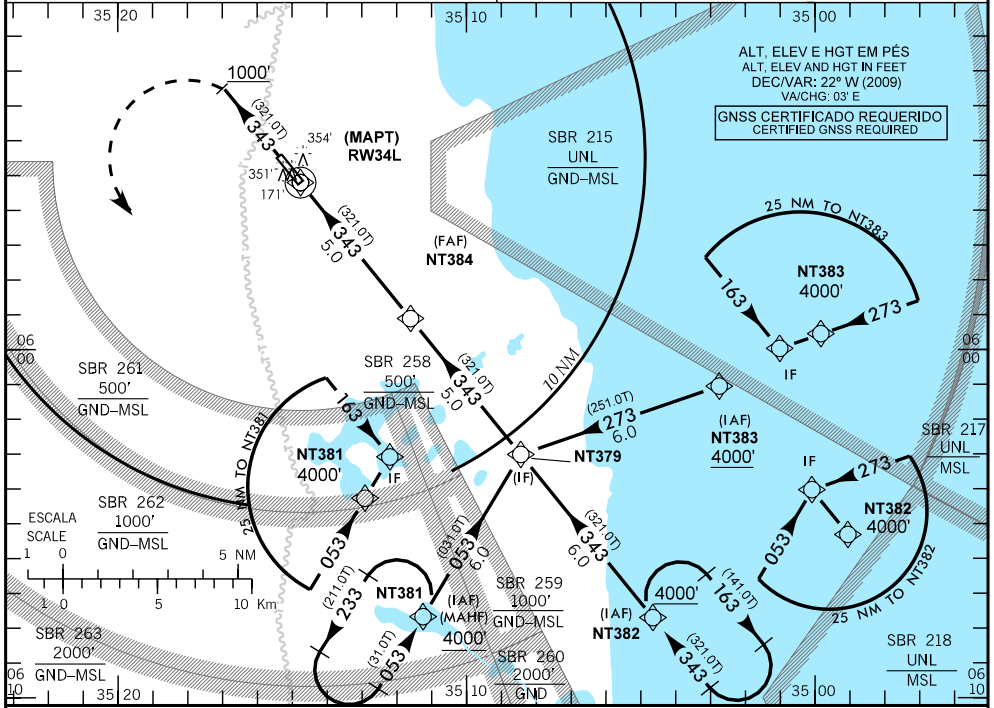 35 20
35 10
35 00
ALT, ELEV E HGT EM PÉS
ALT, ELEV AND HGT IN FEET
DEC/VAR: 22º W (2009)
VA/CHG: 03' E
GNSS CERTIFICADO REQUERIDO
CERTIFIED GNSS REQUIRED
1000'
(321.0T)
343
354'
351'
171'
(MAPT)
RW34L
SBR 215
UNL
GND–MSL
(321.0T)
343
5.0
(FAF)
NT384
25 NM TO NT383
NT383
4000'
163
273
IF
06
00
06
00
SBR 261
500'
GND–MSL
SBR 258
500'
GND–MSL
(321.0T)
343
5.0
10 NM
(251.0T)
273
6.0
(IAF)
NT383
4000'
SBR 217
UNL
MSL
163
NT381
4000'
IF
25 NM TO NT381
053
NT379
(IF)
IF
273
NT382
4000'
053
25 NM TO NT382
SBR 262
1000'
GND–MSL
ESCALA
SCALE
1 0 5 NM
1 0 5 10 Km
(031.0T)
053
6.0
(321.0T)
343
6.0
(211.0T)
233
NT381
(IAF)
(MAHF)
4000'
(31.0T)
053
SBR 259
1000'
GND–MSL
SBR 260
2000'
GND
(IAF)
NT382
4000'
(141.0T)
163
(321.0T)
343
SBR 263
2000'
GND–MSL
SBR 218
UNL
MSL
06
10
35 20
35 10
35 00
06
10